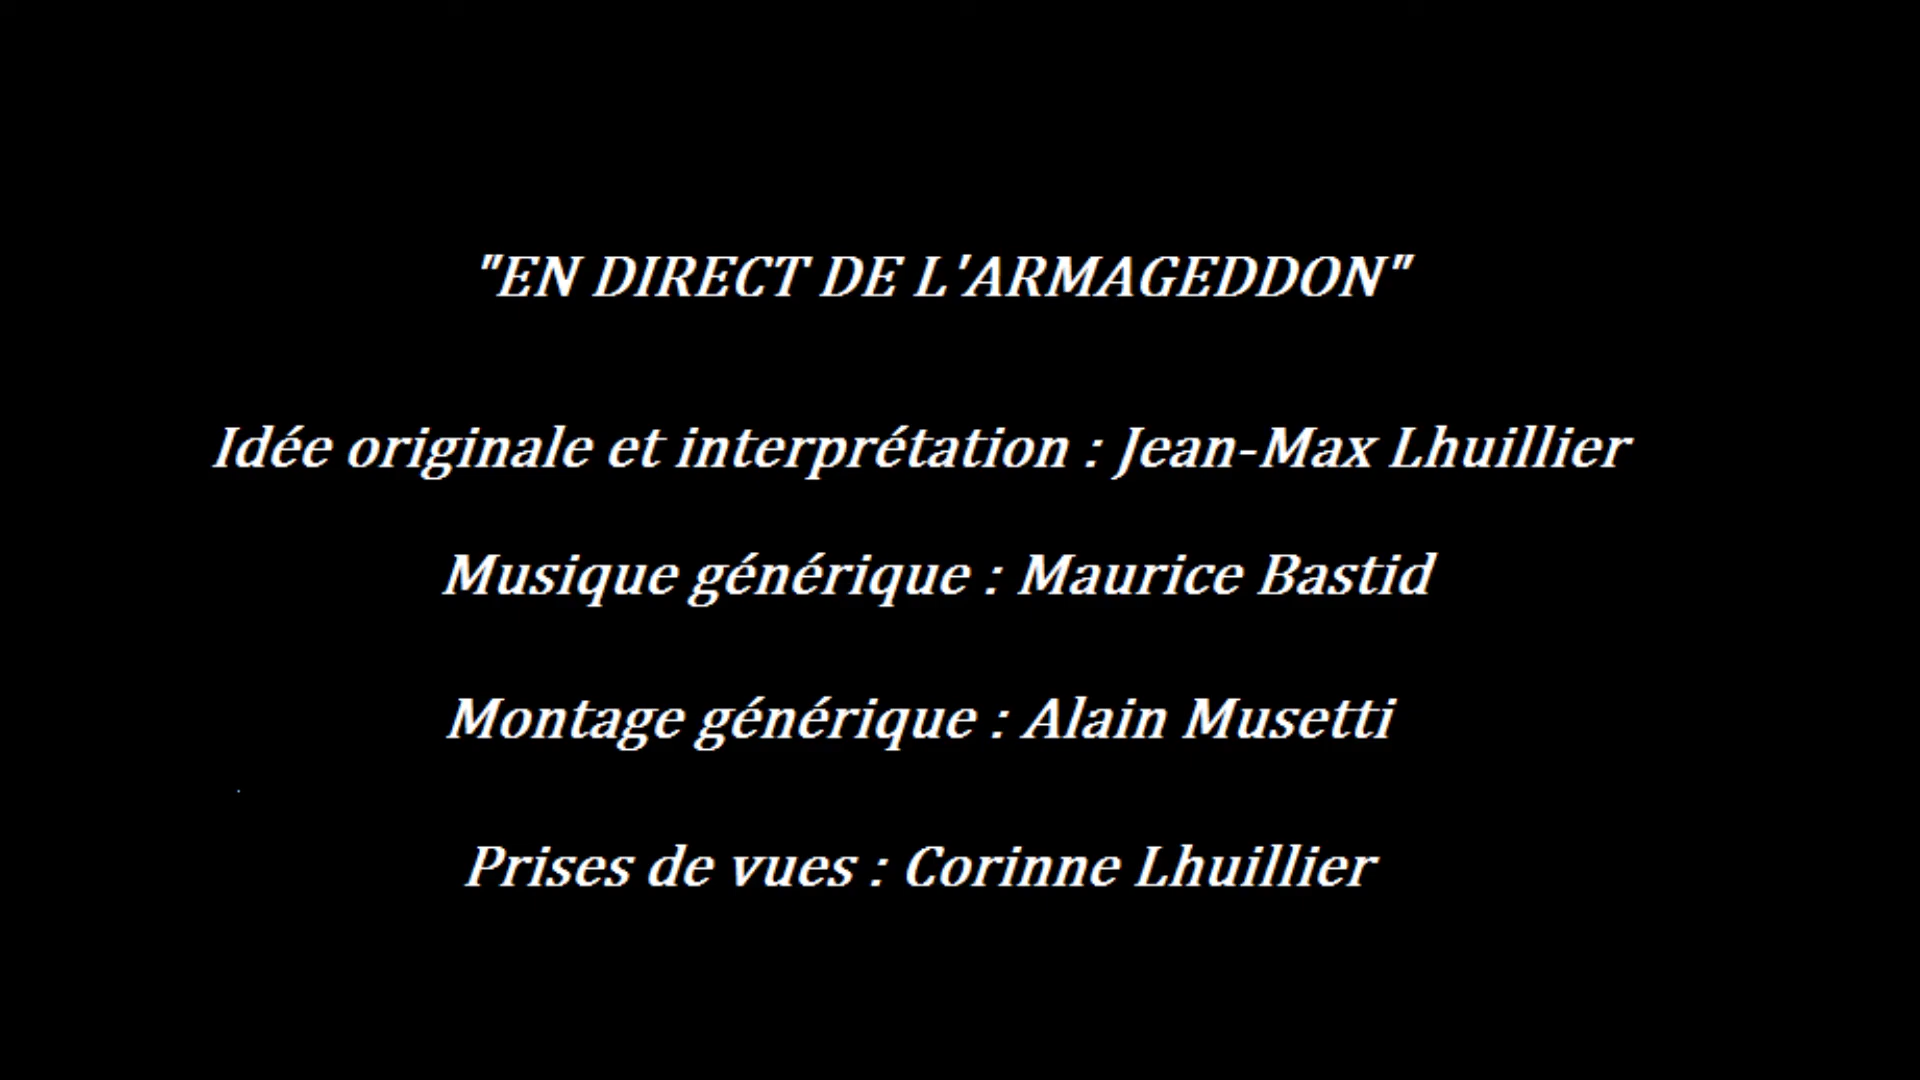 "EN DIRECT DE L'ARMAGEDDON"
Idée originale et interprétation : Jean-Max Lhuillier
Musique générique : Maurice Bastid
Montage générique : Alain Musetti
Prises de vues : Corinne Lhuillier